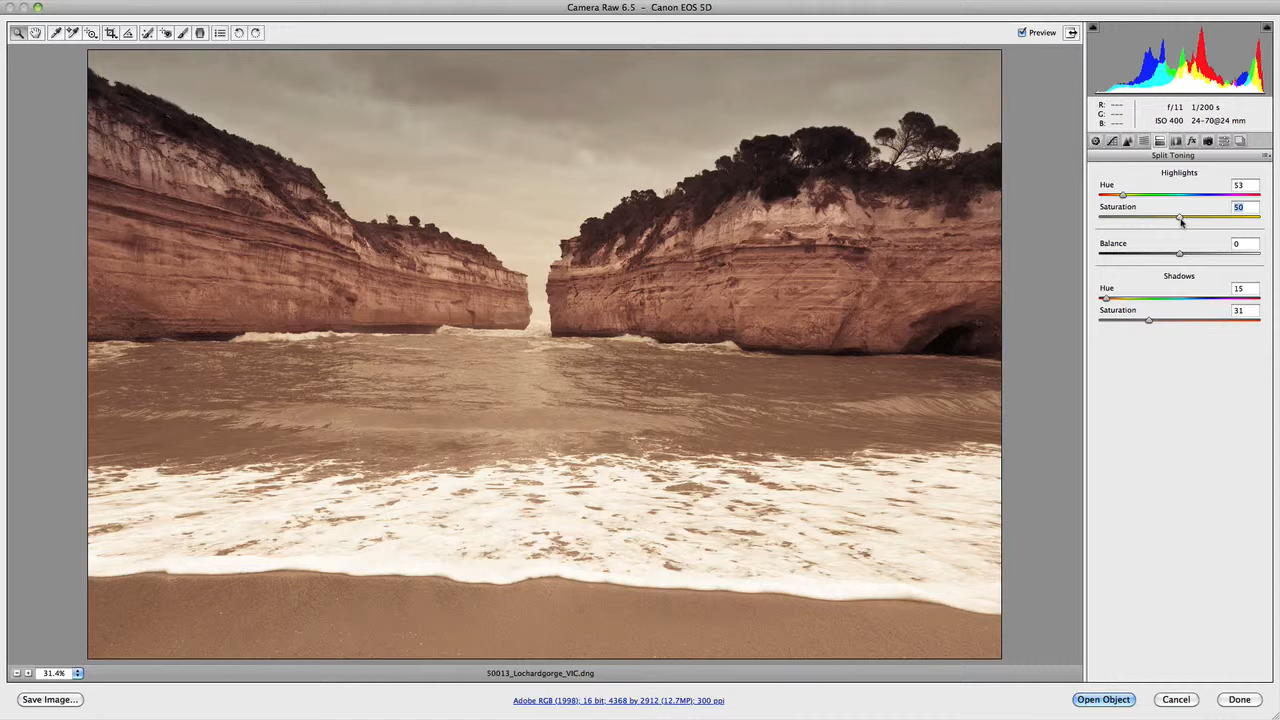 Camera Raw 6.5 – Canon EOS 5D
Preview
R: ---
G: ---
B: ---
f/11 1/200 s
ISO 400 24-70@24 mm
Split Toning
Highlights
Hue 53
Saturation 50
Balance 0
Shadows
Hue 15
Saturation 31
31.4%
50013_Lochardgorge_VIC.dng
Save Image...
Adobe RGB (1998); 16 bit; 4368 by 2912 (12.7MP); 300 ppi
Open Object
Cancel
Done